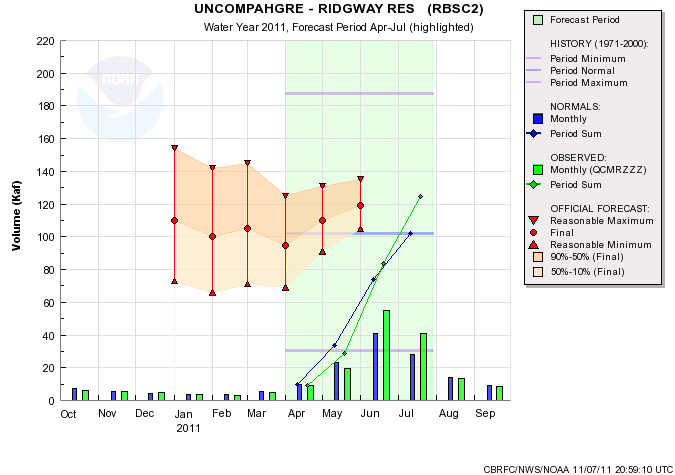 UNCOMPAHGRE - RIDGWAY RES (RBSC2)
Water Year 2011, Forecast Period Apr-Jul (highlighted)
Volume (Kaf)
220
200
180
160
140
120
100
80
60
40
20
0
NOAA
Oct Nov Dec Jan Feb Mar Apr May Jun Jul Aug Sep
2011
Forecast Period
HISTORY (1971-2000):
Period Minimum
Period Normal
Period Maximum
NORMALS:
Monthly
Period Sum
OBSERVED:
Monthly (QCMRZZZ)
Period Sum
OFFICIAL FORECAST:
Reasonable Maximum
Final
Reasonable Minimum
90%-50% (Final)
50%-10% (Final)
CBRFC/NWS/NOAA 11/07/11 20:59:10 UTC